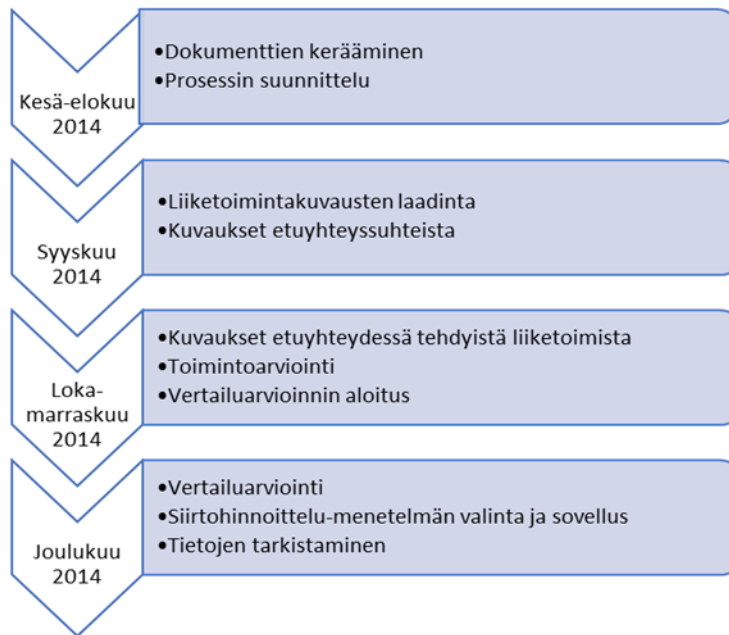 Kesä-elokuu
2014
•Dokumenttien kerääminen
•Prosessin suunnittelu
Syyskuu
2014
•Liiketoimintakuvausten laadinta
•Kuvaukset etuyhteyssuhteista
Loka-
marraskuu
2014
•Kuvaukset etuyhteydessä tehdyistä liiketoimista
•Toimintoarviointi
•Vertailuarvioinnin aloitus
Joulukuu
2014
•Vertailuarviointi
•Siirtohinnoittelu-menetelmän valinta ja sovellus
•Tietojen tarkistaminen